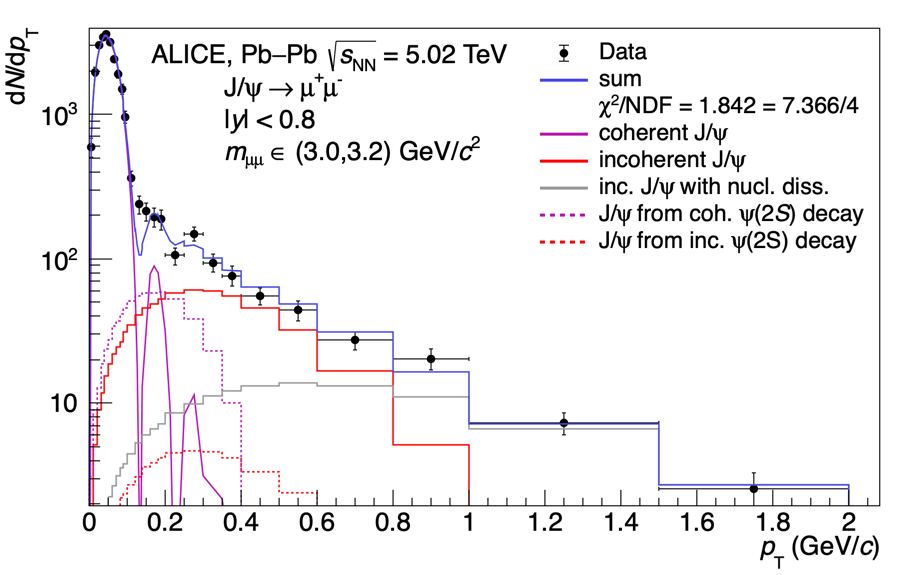 dN/dpT
ALICE, Pb–Pb √sNN = 5.02 TeV
J/ψ → μ+μ-
|y| < 0.8
mμμ ∈ (3.0,3.2) GeV/c2
Data
sum
χ2/NDF = 1.842 = 7.366/4
coherent J/ψ
incoherent J/ψ
inc. J/ψ with nucl. diss.
J/ψ from coh. ψ(2S) decay
J/ψ from inc. ψ(2S) decay
103
102
10
0 0.2 0.4 0.6 0.8 1 1.2 1.4 1.6 1.8 2
pT (GeV/c)